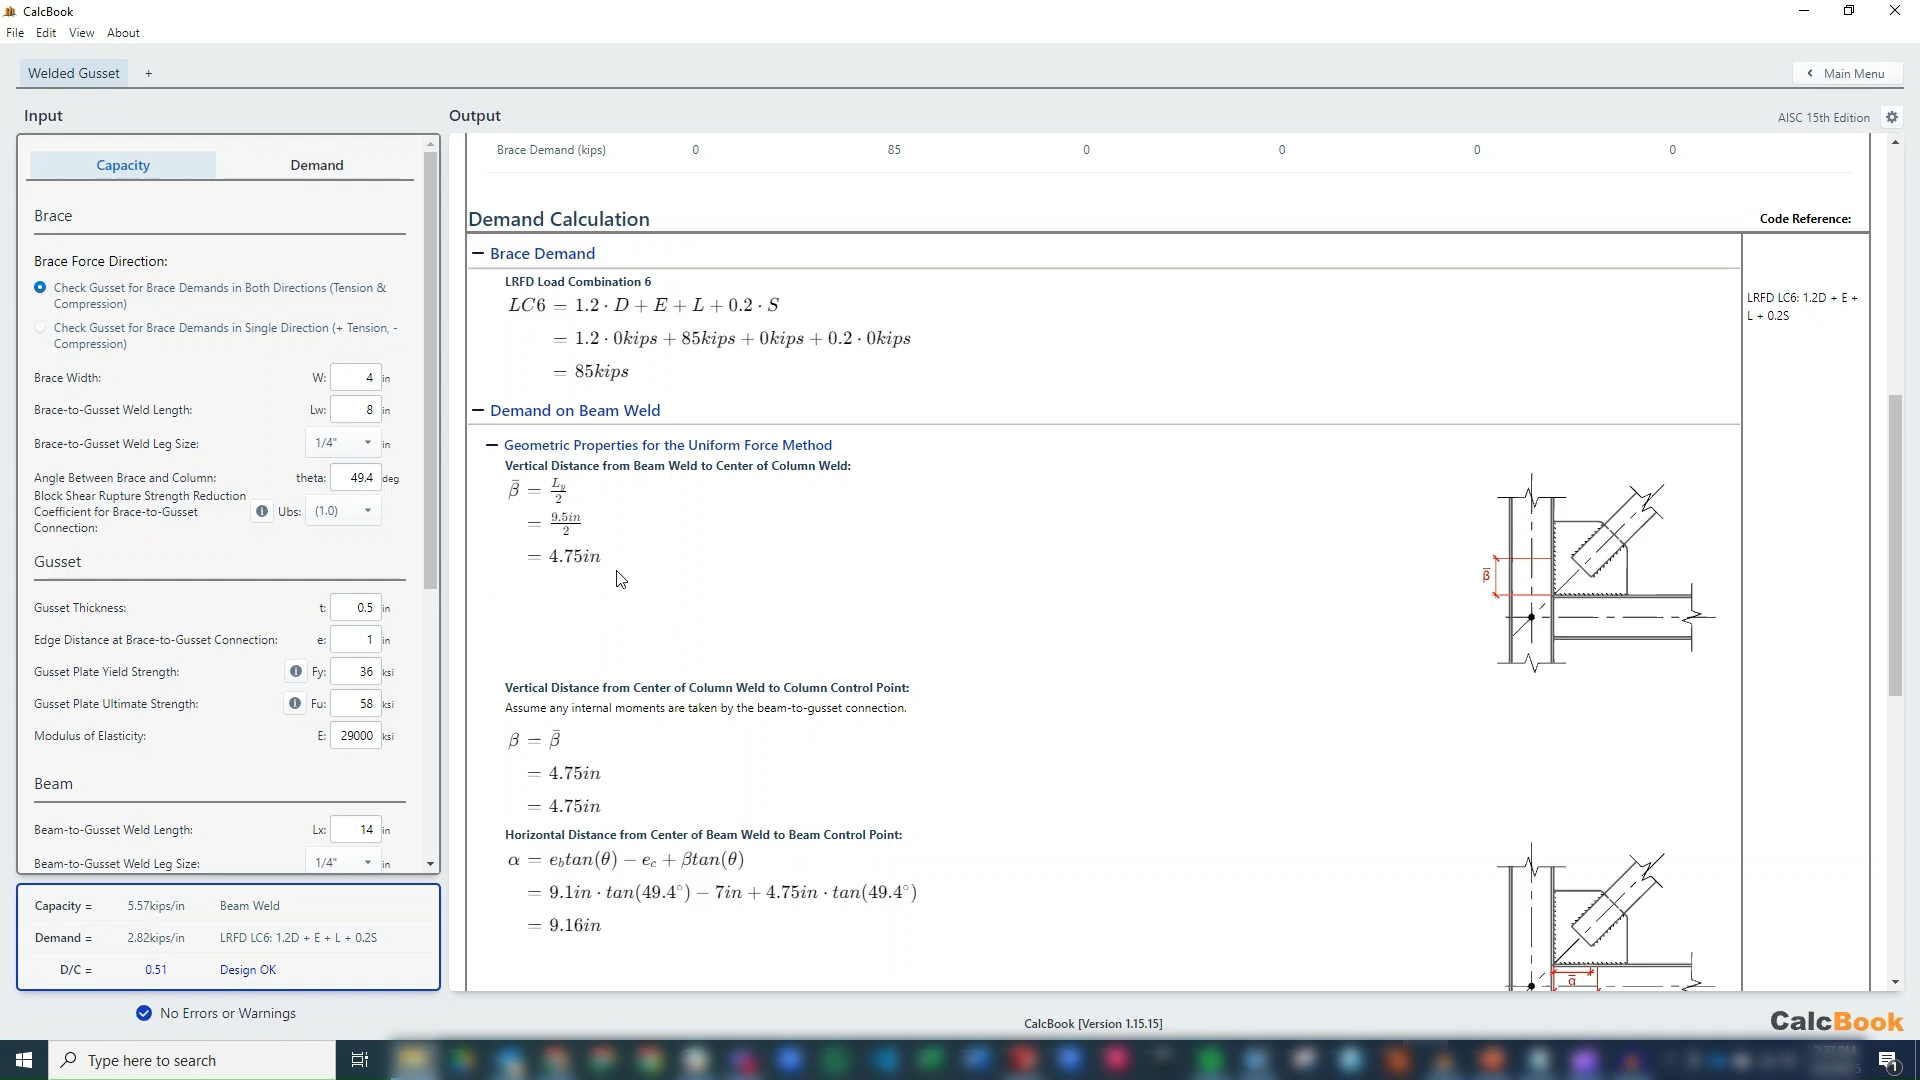 CalcBook
File Edit View About
Welded Gusset +
Main Menu
Input
Output
AISC 15th Edition
Capacity Demand
Brace
Brace Force Direction:
Check Gusset for Brace Demands in Both Directions (Tension &
Compression)
Check Gusset for Brace Demands in Single Direction (+ Tension, -
Compression)
Brace Width: W: 4 in
Brace-to-Gusset Weld Length: Lw: 8 in
Brace-to-Gusset Weld Leg Size: 1/4" in
Angle Between Brace and Column: theta: 49.4 deg
Block Shear Rupture Strength Reduction
Coefficient for Brace-to-Gusset Ubs: (1.0)
Connection:
Gusset
Gusset Thickness: t: 0.5 in
Edge Distance at Brace-to-Gusset Connection: e: 1 in
Gusset Plate Yield Strength: Fy: 36 ksi
Gusset Plate Ultimate Strength: Fu: 58 ksi
Modulus of Elasticity: E: 29000 ksi
Beam
Beam-to-Gusset Weld Length: Lx: 14 in
Beam-to-Gusset Weld Leg Size: 1/4" in
Capacity = 5.57kips/in Beam Weld
Demand = 2.82kips/in LRFD LC6: 1.2D + E + L + 0.2S
D/C = 0.51 Design OK
No Errors or Warnings
Brace Demand (kips) 0 85 0 0 0 0
Demand Calculation Code Reference:
Brace Demand
LRFD Load Combination 6
LC6 = 1.2 · D + E + L + 0.2 · S
= 1.2 · 0kips + 85kips + 0kips + 0.2 · 0kips
= 85kips
LRFD LC6: 1.2D + E +
L + 0.2S
Demand on Beam Weld
Geometric Properties for the Uniform Force Method
Vertical Distance from Beam Weld to Center of Column Weld:
β̄ = L_y/2
= 9.5in/2
= 4.75in
β̄
Vertical Distance from Center of Column Weld to Column Control Point:
Assume any internal moments are taken by the beam-to-gusset connection.
β = β̄
= 4.75in
= 4.75in
Horizontal Distance from Center of Beam Weld to Beam Control Point:
α = e_b tan(θ) − e_c + βtan(θ)
= 9.1in · tan(49.4°) − 7in + 4.75in · tan(49.4°)
= 9.16in
ᾱ
CalcBook [Version 1.15.15]
CalcBook
Type here to search
1